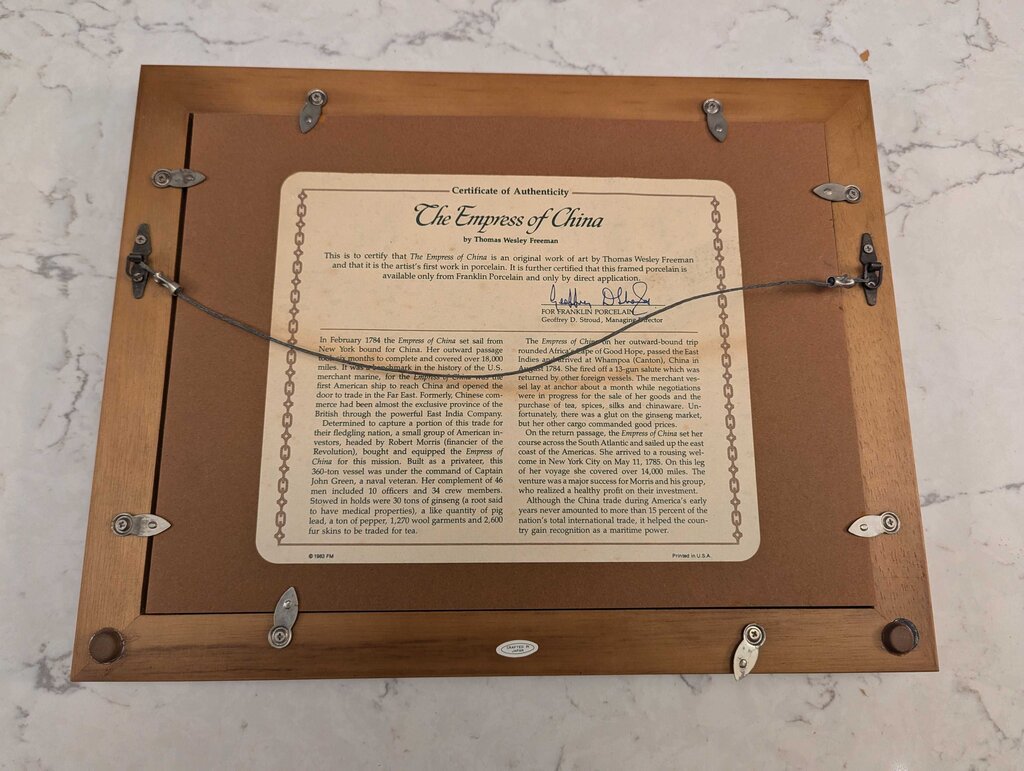 Certificate of Authenticity
The Empress of China
by Thomas Wesley Freeman
This is to certify that The Empress of China is an original work of art by Thomas Wesley Freeman
and that it is the artist's first work in porcelain. It is further certified that this framed porcelain is
available only from Franklin Porcelain and only by direct application.
FOR FRANKLIN PORCELAIN
Geoffrey D. Stroud, Managing Director
In February 1784 the Empress of China set sail from
New York bound for China. Her outward passage
took six months to complete and covered over 18,000
miles. It was a benchmark in the history of the U.S.
merchant marine, for the Empress of China was the
first American ship to reach China and opened the
door to trade in the Far East. Formerly, Chinese com-
merce had been almost the exclusive province of the
British through the powerful East India Company.
Determined to capture a portion of this trade for
their fledgling nation, a small group of American in-
vestors, headed by Robert Morris (financier of the
Revolution), bought and equipped the Empress of
China for this mission. Built as a privateer, this
360-ton vessel was under the command of Captain
John Green, a naval veteran. Her complement of 46
men included 10 officers and 34 crew members.
Stowed in holds were 30 tons of ginseng (a root said
to have medical properties), a like quantity of pig
lead, a ton of pepper, 1,270 wool garments and 2,600
fur skins to be traded for tea.
The Empress of China on her outward-bound trip
rounded Africa's Cape of Good Hope, passed the East
Indies and arrived at Whampoa (Canton), China in
August 1784. She fired off a 13-gun salute which was
returned by other foreign vessels. The merchant ves-
sel lay at anchor about a month while negotiations
were in progress for the sale of her goods and the
purchase of tea, spices, silks and chinaware. Un-
fortunately, there was a glut on the ginseng market,
but her other cargo commanded good prices.
On the return passage, the Empress of China set her
course across the South Atlantic and sailed up the east
coast of the Americas. She arrived to a rousing wel-
come in New York City on May 11, 1785. On this leg
of her voyage she covered over 14,000 miles. The
venture was a major success for Morris and his group,
who realized a healthy profit on their investment.
Although the China trade during America's early
years never amounted to more than 15 percent of the
nation's total international trade, it helped the coun-
try gain recognition as a maritime power.
© 1983 FM
Printed in U.S.A.
CRAFTED IN
JAPAN